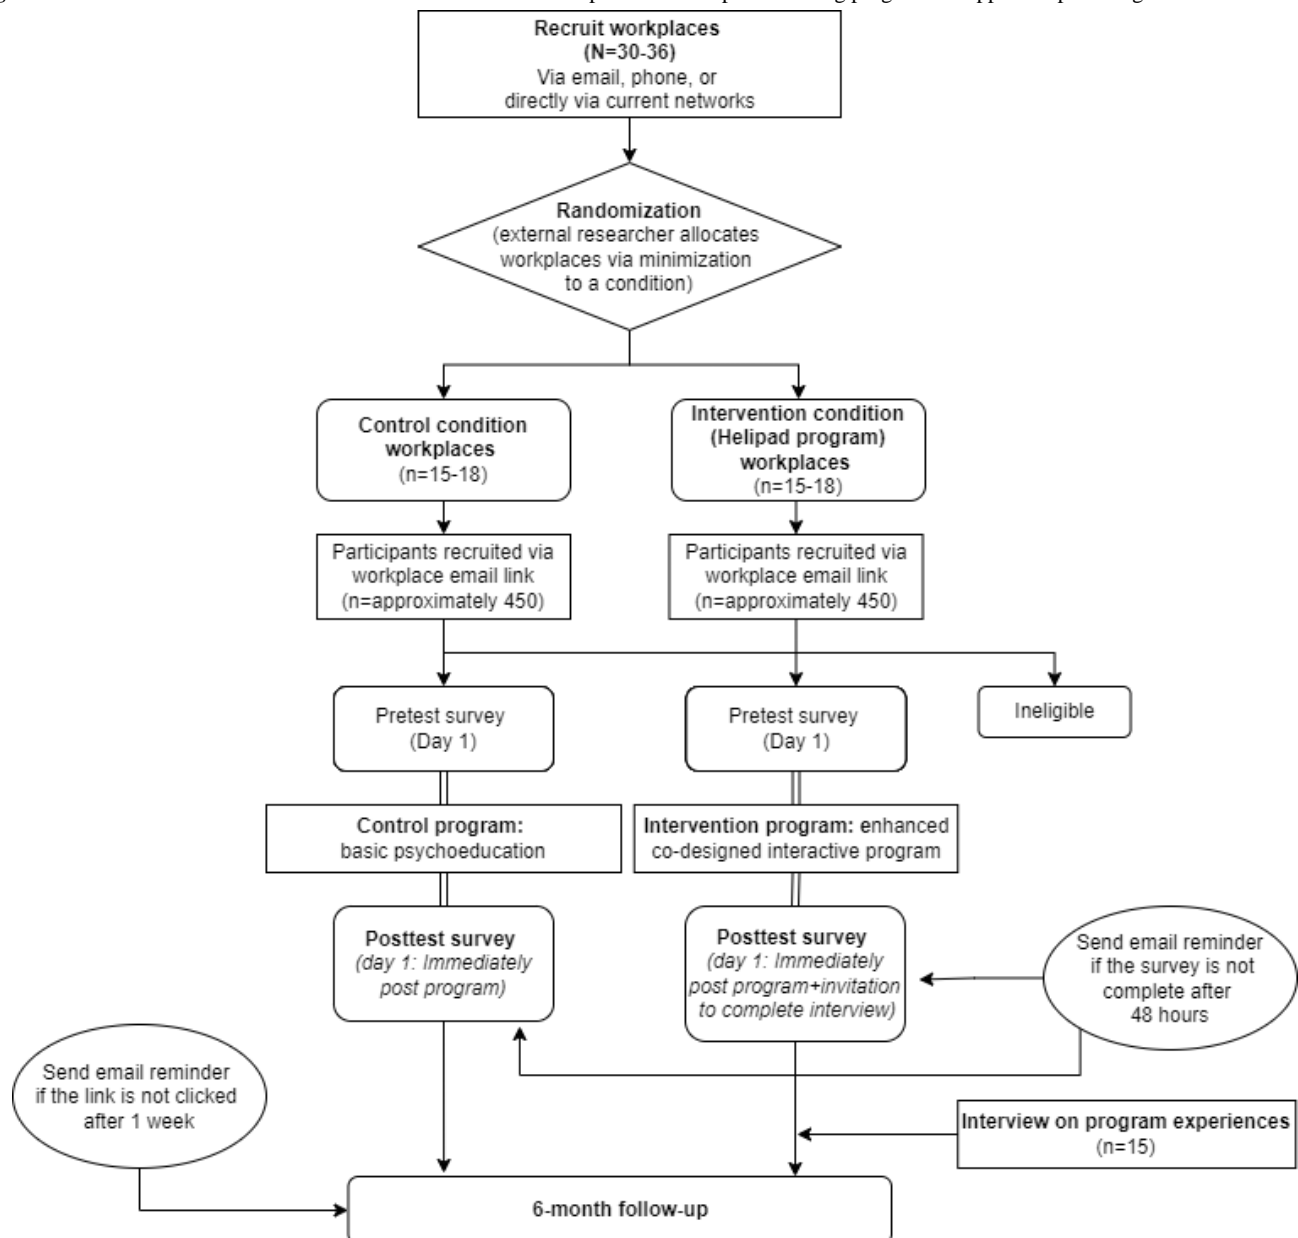 Recruit workplaces
(N=30-36)
Via email, phone, or
directly via current networks
Randomization
(external researcher allocates
workplaces via minimization
to a condition)
Control condition
workplaces
(n=15-18)
Intervention condition
(Helipad program)
workplaces
(n=15-18)
Participants recruited via
workplace email link
(n=approximately 450)
Participants recruited via
workplace email link
(n=approximately 450)
Pretest survey
(Day 1)
Pretest survey
(Day 1)
Ineligible
Control program:
basic psychoeducation
Intervention program: enhanced
co-designed interactive program
Posttest survey
(day 1: Immediately
post program)
Posttest survey
(day 1: Immediately
post program+invitation
to complete interview)
Send email reminder
if the survey is not
complete after
48 hours
Send email reminder
if the link is not clicked
after 1 week
Interview on program experiences
(n=15)
6-month follow-up